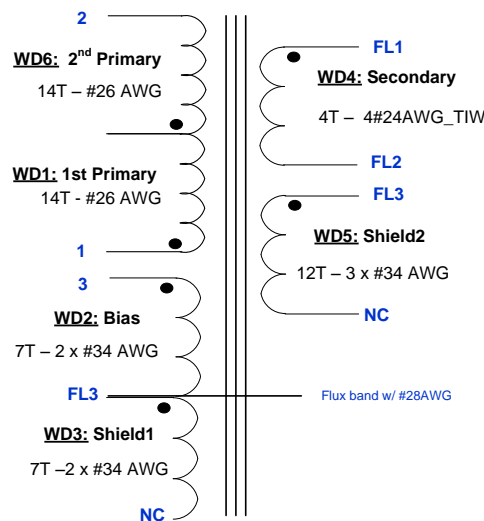 2
WD6: 2nd Primary
14T – #26 AWG
WD1: 1st Primary
14T - #26 AWG
1
3
WD2: Bias
7T – 2 x #34 AWG
FL3
WD3: Shield1
7T –2 x #34 AWG
NC
FL1
WD4: Secondary
4T – 4#24AWG_TIW
FL2
FL3
WD5: Shield2
12T – 3 x #34 AWG
NC
Flux band w/ #28AWG